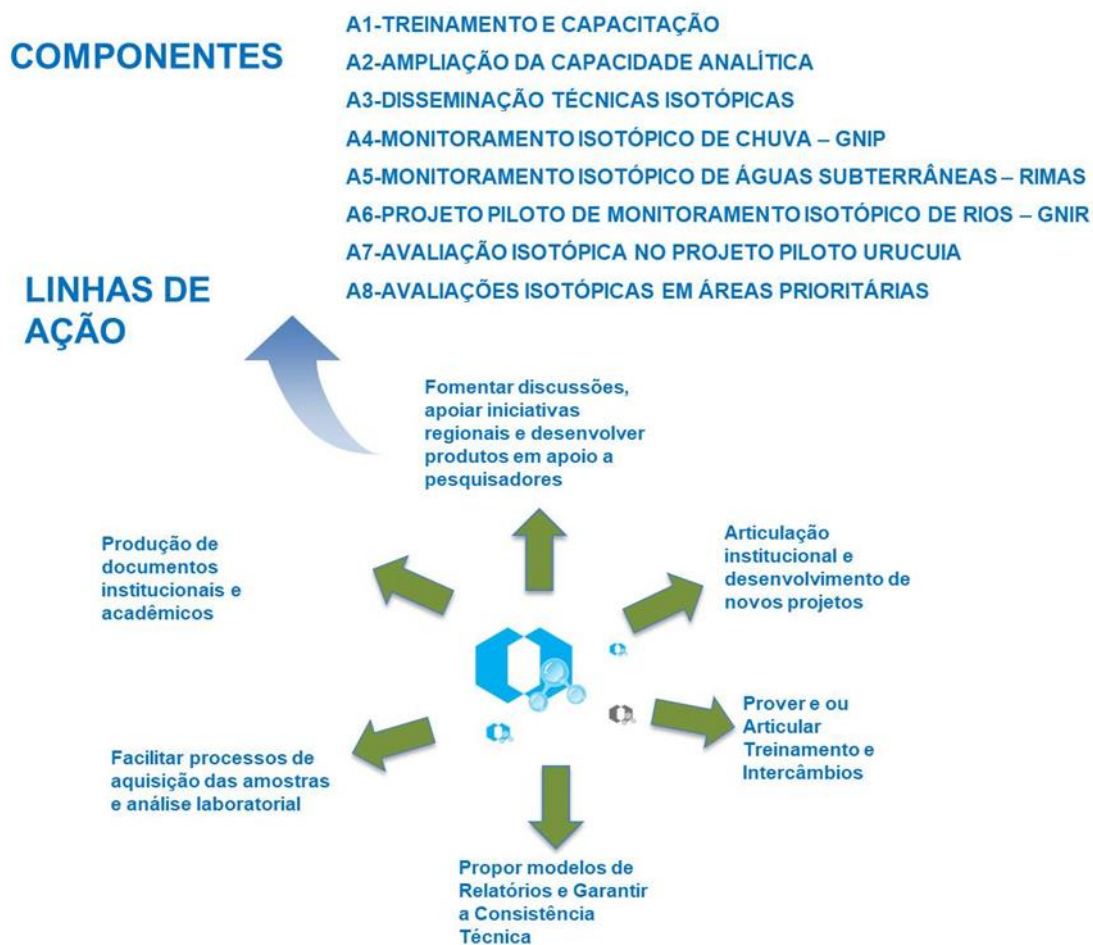 COMPONENTES
A1-TREINAMENTO E CAPACITAÇÃO
A2-AMPLIAÇÃO DA CAPACIDADE ANALÍTICA
A3-DISSEMINAÇÃO TÉCNICAS ISOTÓPICAS
A4-MONITORAMENTO ISOTÓPICO DE CHUVA – GNIP
A5-MONITORAMENTO ISOTÓPICO DE ÁGUAS SUBTERRÂNEAS – RIMAS
A6-PROJETO PILOTO DE MONITORAMENTO ISOTÓPICO DE RIOS – GNIR
A7-AVALIAÇÃO ISOTÓPICA NO PROJETO PILOTO URUCUIA
A8-AVALIAÇÕES ISOTÓPICAS EM ÁREAS PRIORITÁRIAS
LINHAS DE
AÇÃO
Fomentar discussões,
apoiar iniciativas
regionais e desenvolver
produtos em apoio a
pesquisadores
Produção de
documentos
institucionais e
acadêmicos
Articulação
institucional e
desenvolvimento de
novos projetos
Facilitar processos de
aquisição das amostras
e análise laboratorial
Prover e ou
Articular
Treinamento e
Intercâmbios
Propor modelos de
Relatórios e Garantir
a Consistência
Técnica